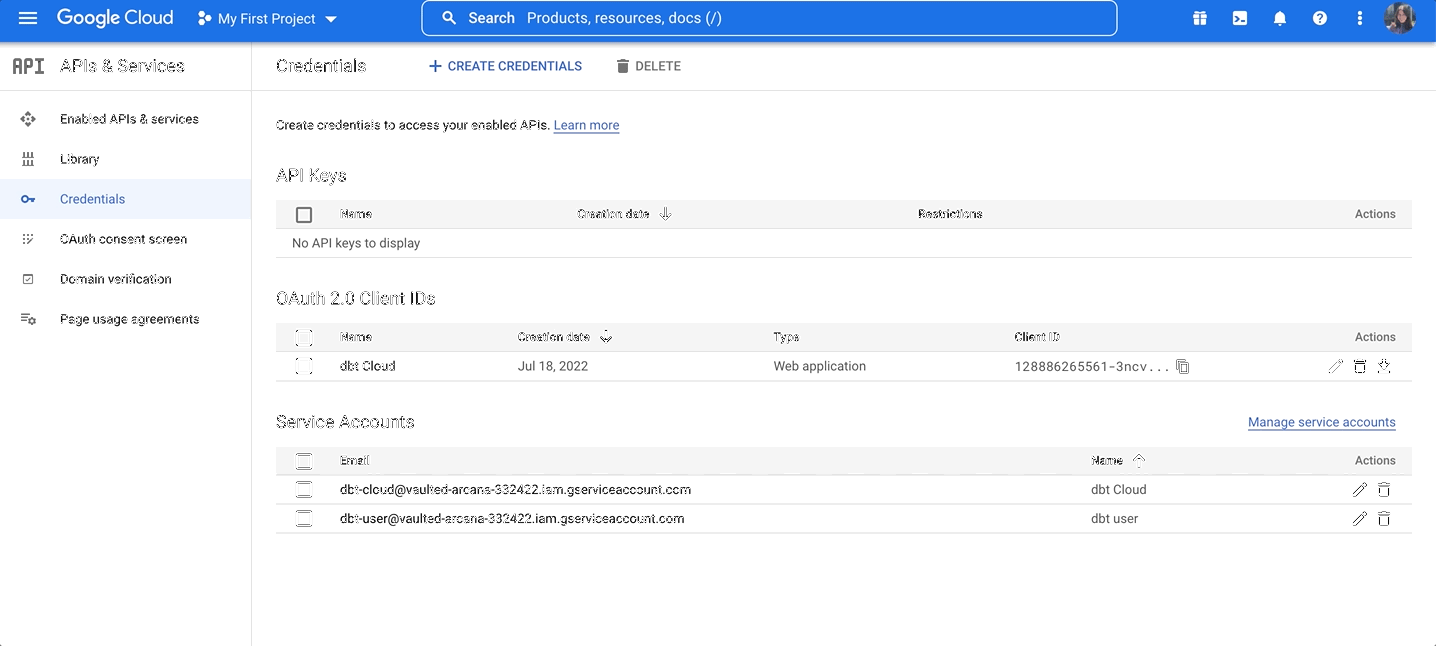 Google Cloud My First Project Search Products, resources, docs (/)
API APIs & Services Credentials + CREATE CREDENTIALS DELETE
Enabled APIs & services
Library
Credentials
OAuth consent screen
Domain verification
Page usage agreements
Create credentials to access your enabled APIs. Learn more
API Keys
Name Creation date Restrictions Actions
No API keys to display
OAuth 2.0 Client IDs
Name Creation date Type Client ID Actions
dbt Cloud Jul 18, 2022 Web application 128886265561-3ncv...
Service Accounts Manage service accounts
Email Name Actions
dbt-cloud@vaulted-arcana-332422.iam.gserviceaccount.com dbt Cloud
dbt-user@vaulted-arcana-332422.iam.gserviceaccount.com dbt user